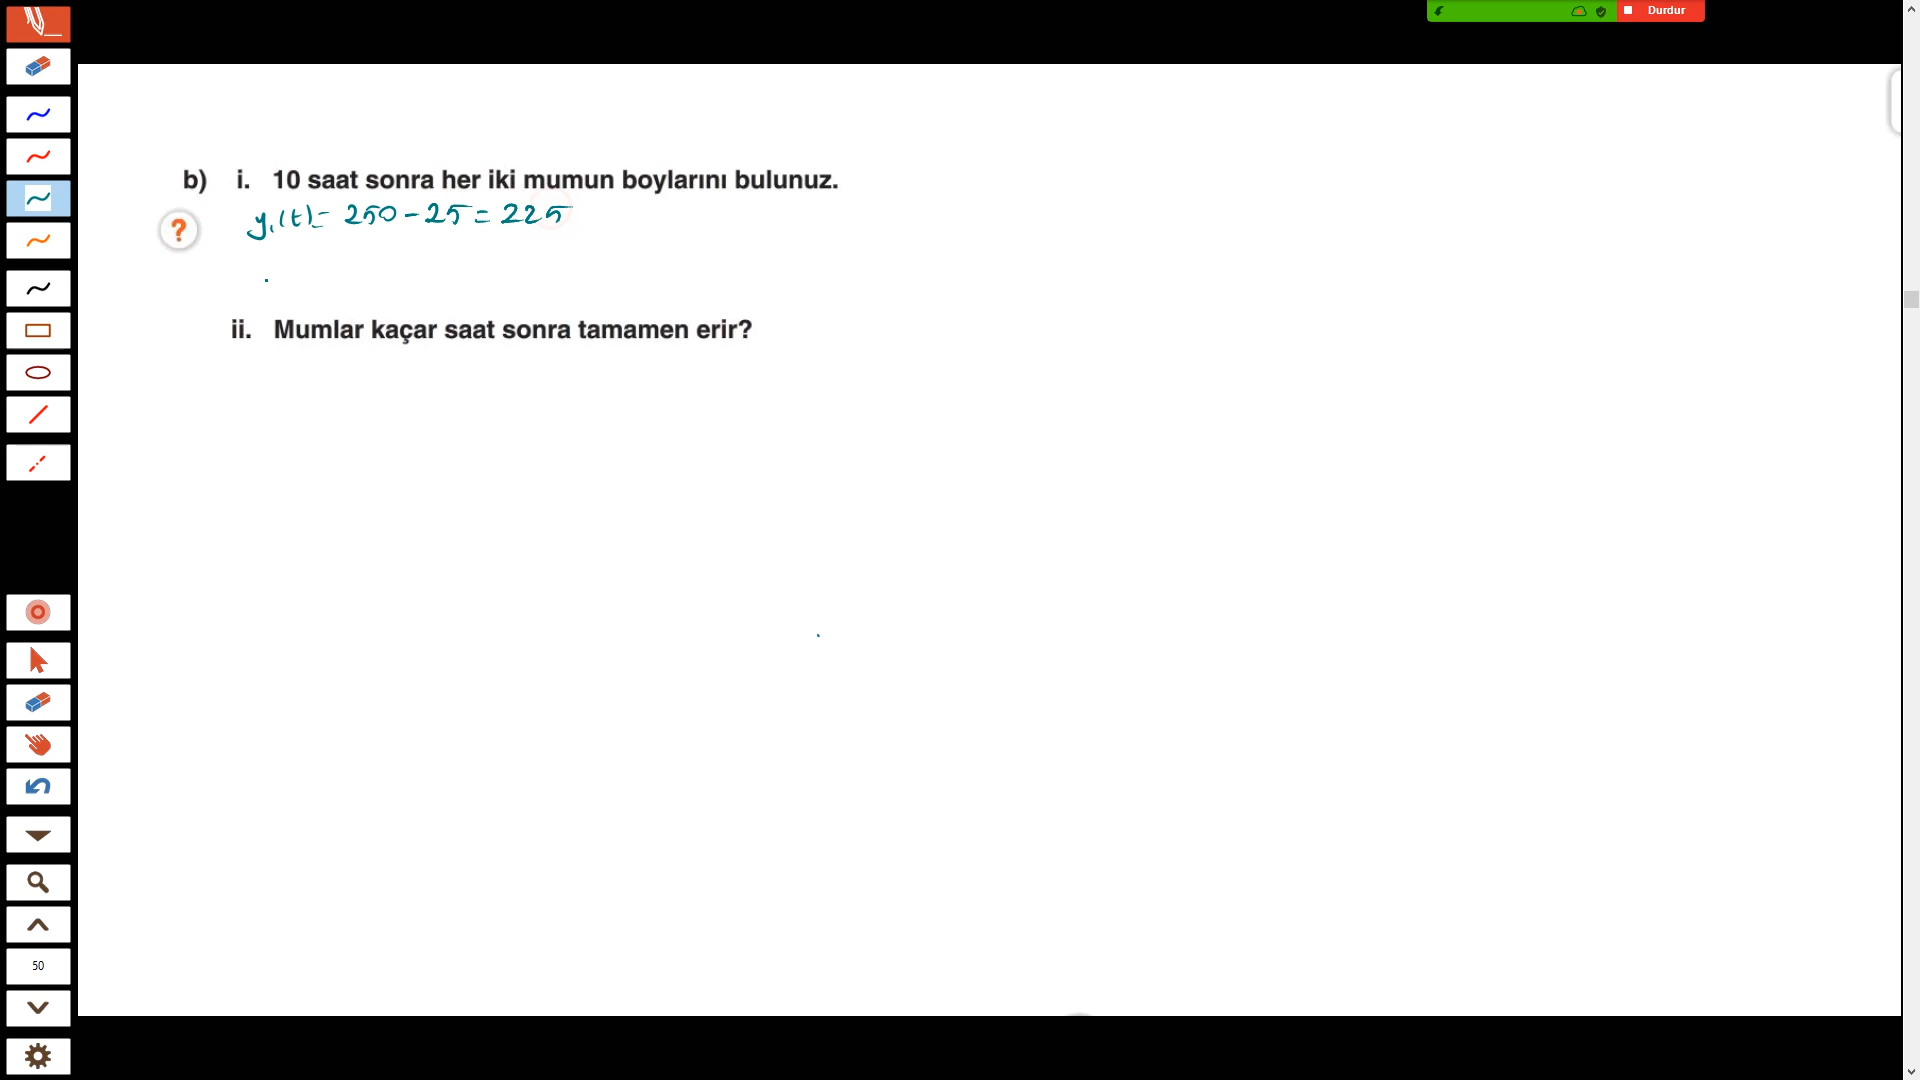 Durdur
b) i. 10 saat sonra her iki mumun boylarını bulunuz.
y₁(t)= 250-25=225
?
ii. Mumlar kaçar saat sonra tamamen erir?
50